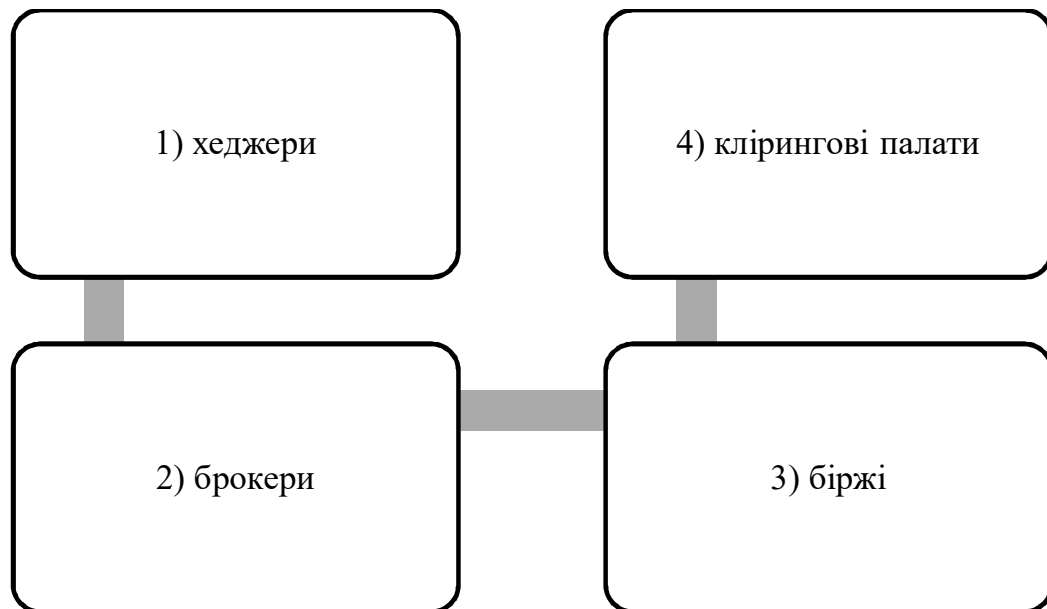 1) хеджери
2) брокери
3) біржі
4) клірингові палати